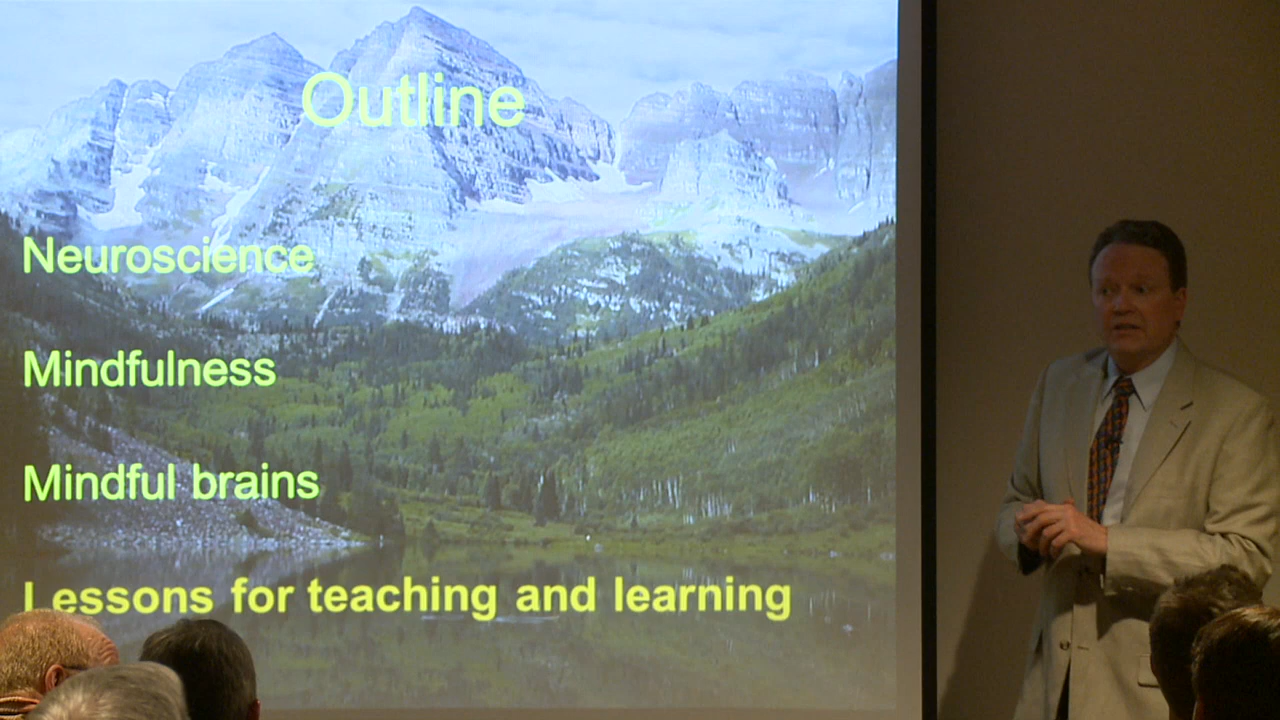 Outline
Neuroscience
Mindfulness
Mindful brains
Lessons for teaching and learning